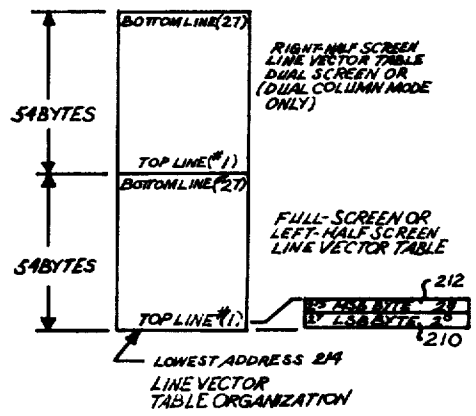 BOTTOM LINE (27)
RIGHT-HALF SCREEN
LINE VECTOR TABLE
DUAL SCREEN OR
(DUAL COLUMN MODE
ONLY)
54 BYTES
TOP LINE (#1)
BOTTOM LINE (#27)
FULL-SCREEN OR
LEFT-HALF SCREEN
LINE VECTOR TABLE
54 BYTES
212
MSB BYTE
TOP LINE #(1)
LSB BYTE
210
LOWEST ADDRESS 214
LINE VECTOR
TABLE ORGANIZATION